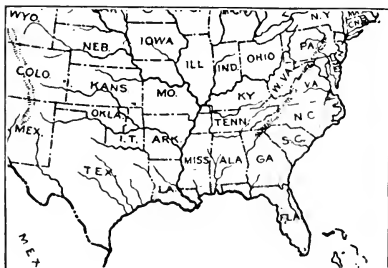 WYO. NEB. IOWA ILL. IND. OHIO PA. N.Y.
COLO. KANS. MO. KY. W.VA. VA.
OKLA. TENN. N.C.
MEX. I.T. ARK. S.C.
TEX. LA. MISS. ALA. GA.
FLA.
MEX